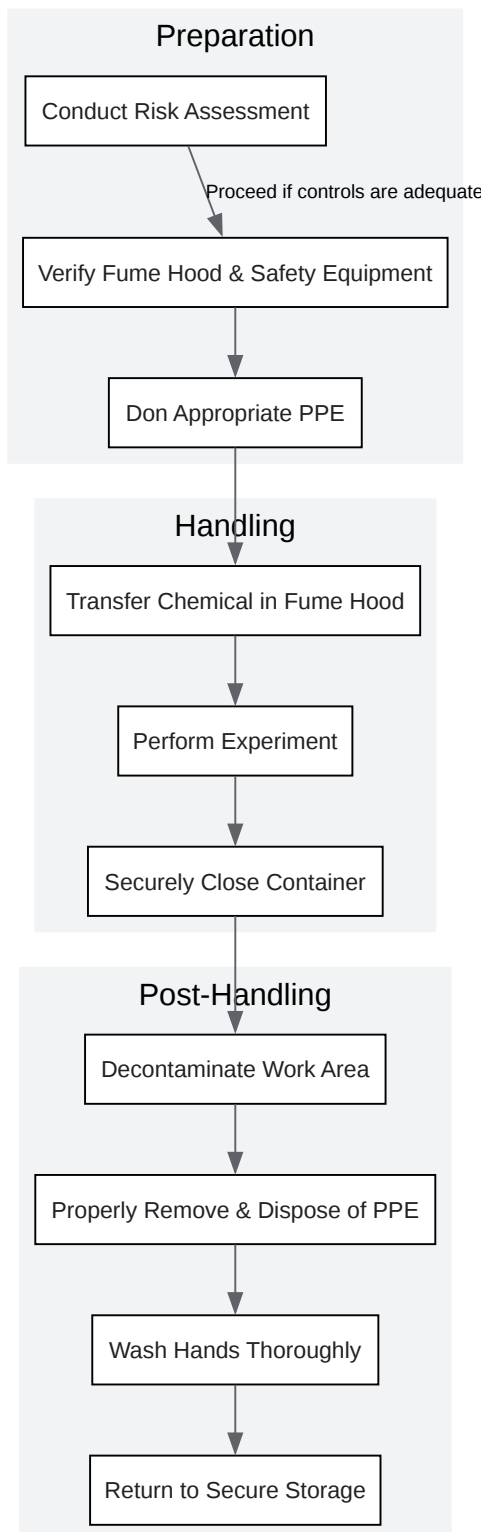 Preparation
Conduct Risk Assessment
Proceed if controls are adequate
Verify Fume Hood & Safety Equipment
Don Appropriate PPE
Handling
Transfer Chemical in Fume Hood
Perform Experiment
Securely Close Container
Post-Handling
Decontaminate Work Area
Properly Remove & Dispose of PPE
Wash Hands Thoroughly
Return to Secure Storage